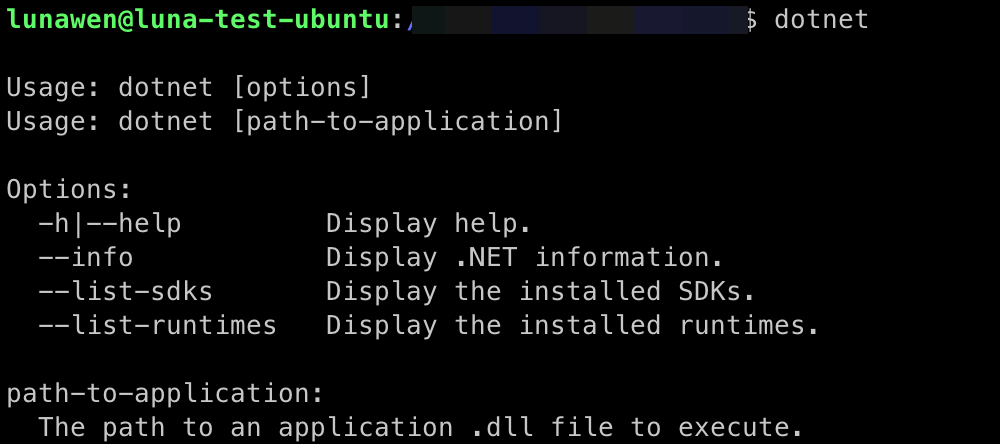 lunawen@luna-test-ubuntu:/$ dotnet
Usage: dotnet [options]
Usage: dotnet [path-to-application]
Options:
-h|--help Display help.
--info Display .NET information.
--list-sdks Display the installed SDKs.
--list-runtimes Display the installed runtimes.
path-to-application:
The path to an application .dll file to execute.